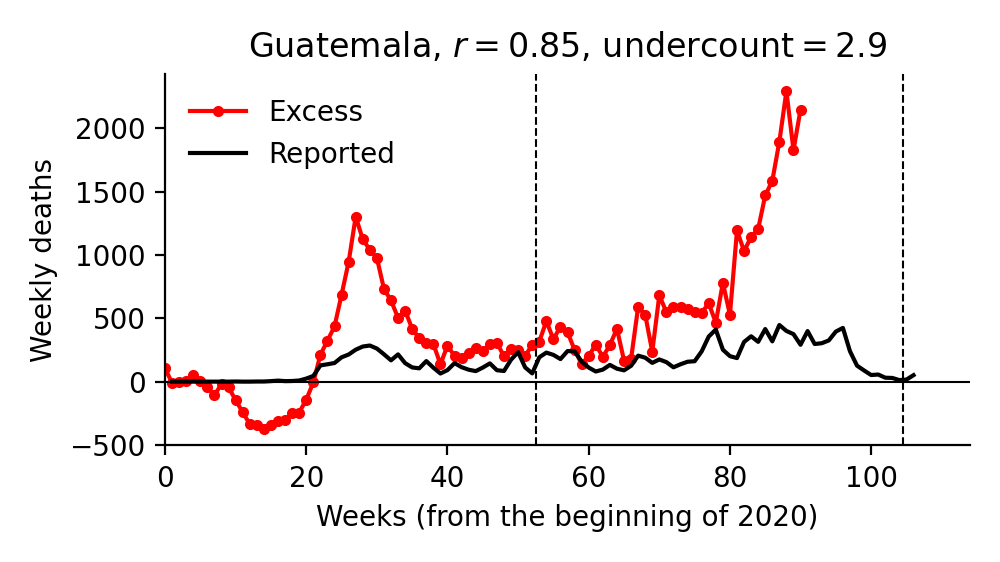 Guatemala, r = 0.85, undercount = 2.9
Excess
Reported
Weekly deaths
2000
1500
1000
500
0
−500
0 20 40 60 80 100
Weeks (from the beginning of 2020)